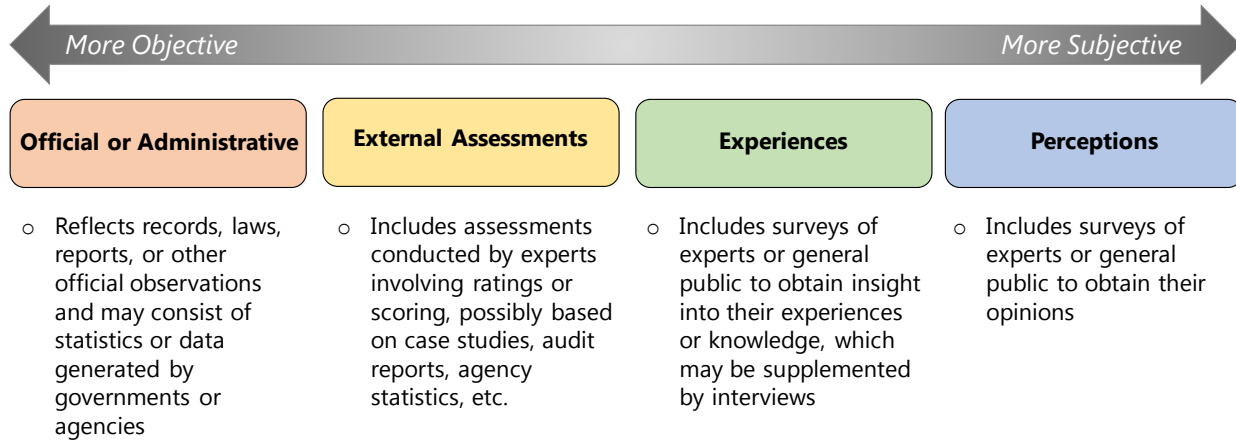 More Objective
More Subjective
Official or Administrative
External Assessments
Experiences
Perceptions
o Reflects records, laws,
reports, or other
official observations
and may consist of
statistics or data
generated by
governments or
agencies
o Includes assessments
conducted by experts
involving ratings or
scoring, possibly based
on case studies, audit
reports, agency
statistics, etc.
o Includes surveys of
experts or general
public to obtain insight
into their experiences
or knowledge, which
may be supplemented
by interviews
o Includes surveys of
experts or general
public to obtain their
opinions